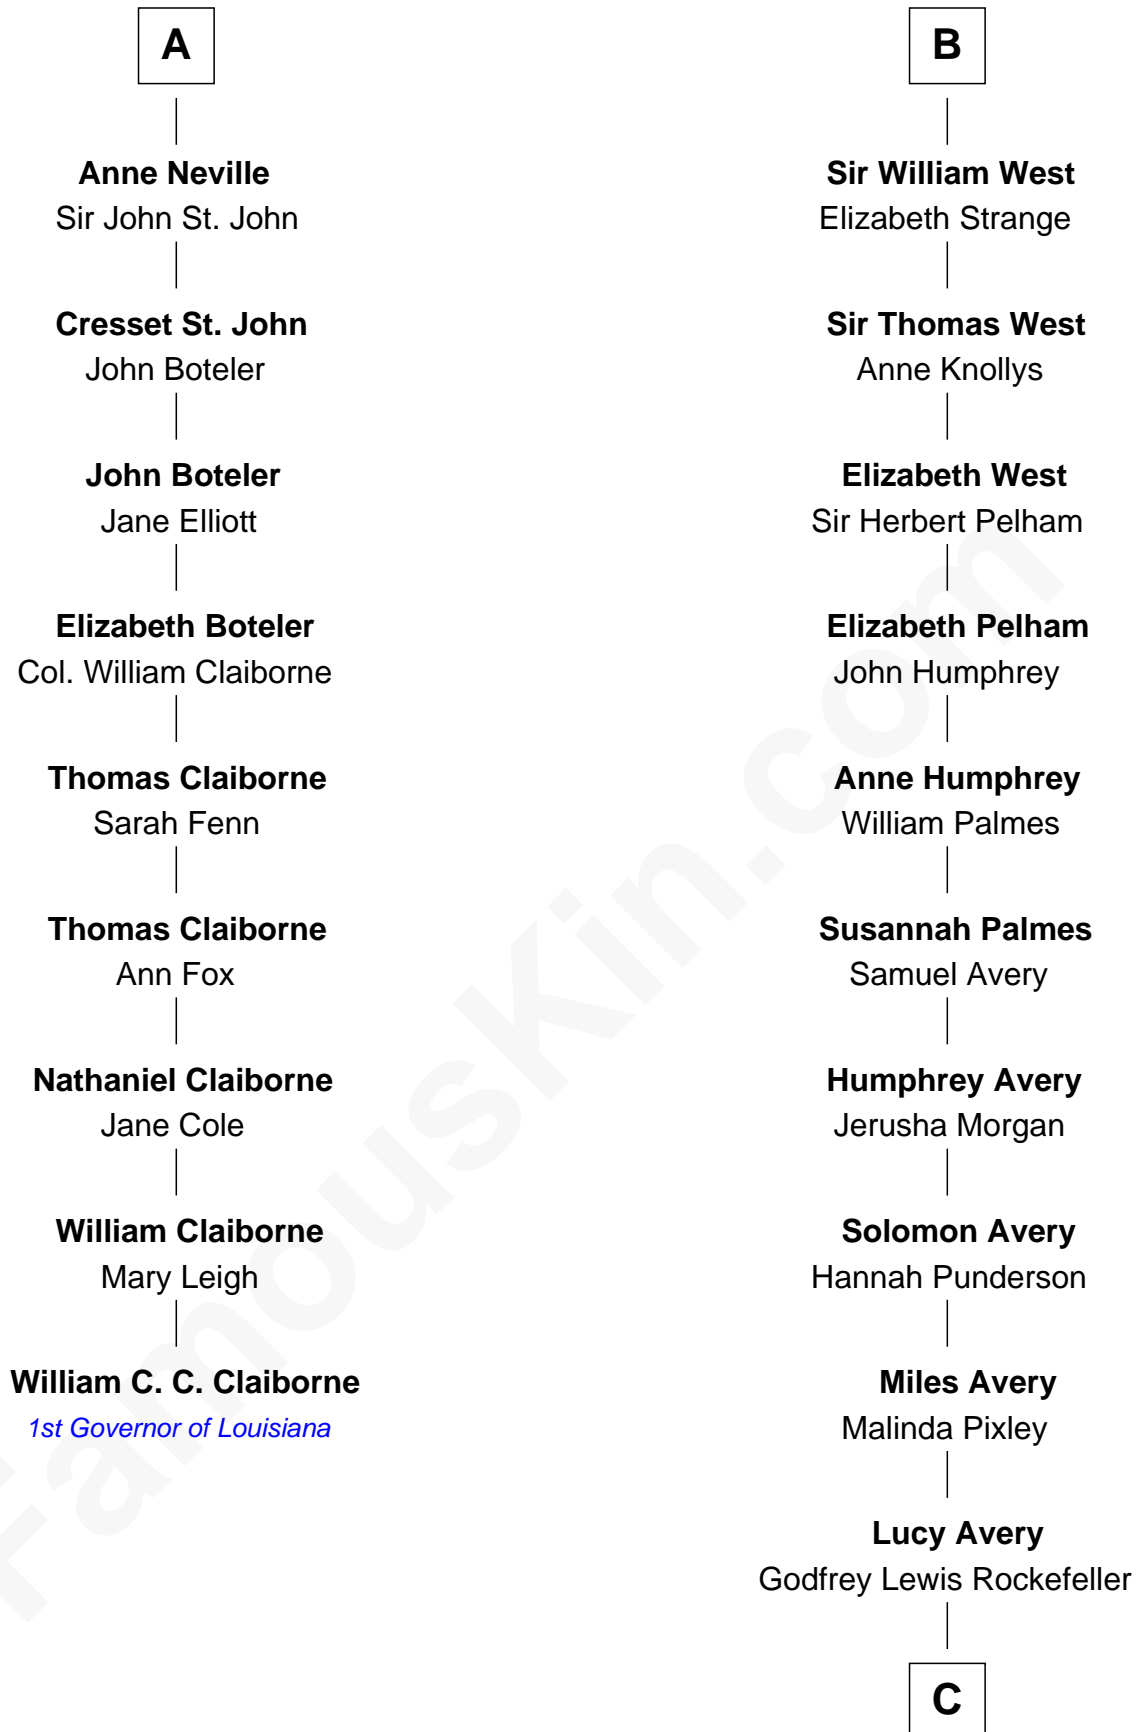 A
Anne Neville
Sir John St. John
Cresset St. John
John Boteler
John Boteler
Jane Elliott
Elizabeth Boteler
Col. William Claiborne
Thomas Claiborne
Sarah Fenn
Thomas Claiborne
Ann Fox
Nathaniel Claiborne
Jane Cole
William Claiborne
Mary Leigh
William C. C. Claiborne
1st Governor of Louisiana
B
Sir William West
Elizabeth Strange
Sir Thomas West
Anne Knollys
Elizabeth West
Sir Herbert Pelham
Elizabeth Pelham
John Humphrey
Anne Humphrey
William Palmes
Susannah Palmes
Samuel Avery
Humphrey Avery
Jerusha Morgan
Solomon Avery
Hannah Punderson
Miles Avery
Malinda Pixley
Lucy Avery
Godfrey Lewis Rockefeller
C
FamousKin.com